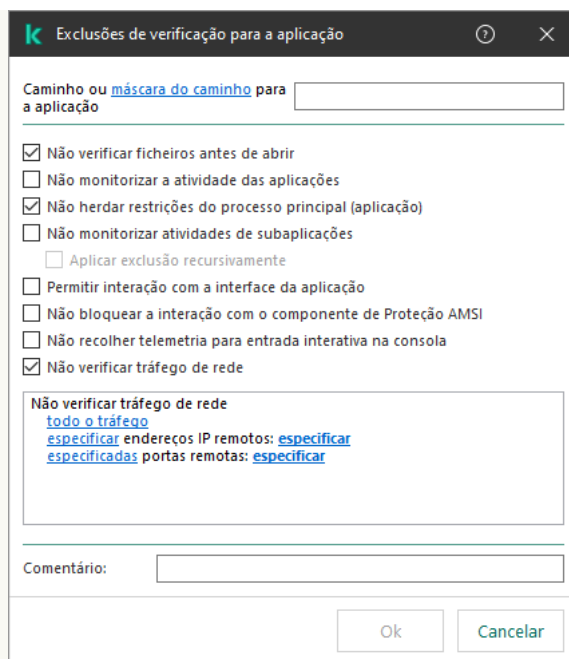 Exclusões de verificação para a aplicação
Caminho ou máscara do caminho para
a aplicação
Não verificar ficheiros antes de abrir
Não monitorizar a atividade das aplicações
Não herdar restrições do processo principal (aplicação)
Não monitorizar atividades de subaplicações
Aplicar exclusão recursivamente
Permitir interação com a interface da aplicação
Não bloquear a interação com o componente de Proteção AMSI
Não recolher telemetria para entrada interativa na consola
Não verificar tráfego de rede
Não verificar tráfego de rede
todo o tráfego
especificar endereços IP remotos: especificar
especificadas portas remotas: especificar
Comentário:
Ok Cancelar